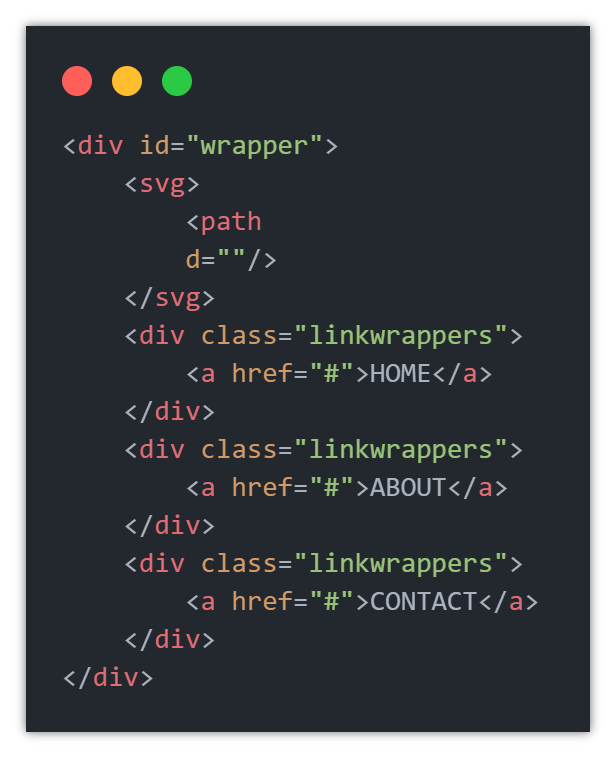 <div id="wrapper">
    <svg>
        <path
        d=""/>
    </svg>
    <div class="linkwrappers">
        <a href="#">HOME</a>
    </div>
    <div class="linkwrappers">
        <a href="#">ABOUT</a>
    </div>
    <div class="linkwrappers">
        <a href="#">CONTACT</a>
    </div>
</div>